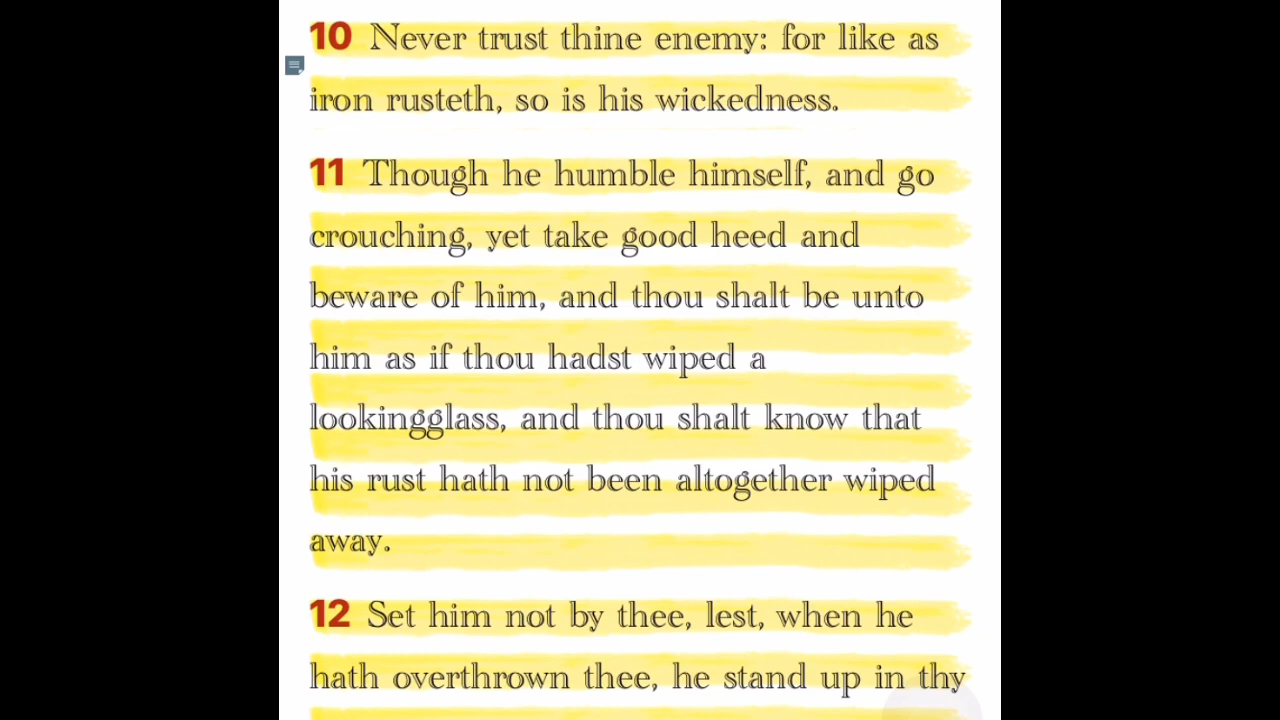 10 Never trust thine enemy: for like as
iron rusteth, so is his wickedness.
11 Though he humble himself, and go
crouching, yet take good heed and
beware of him, and thou shalt be unto
him as if thou hadst wiped a
lookingglass, and thou shalt know that
his rust hath not been altogether wiped
away.
12 Set him not by thee, lest, when he
hath overthrown thee, he stand up in thy